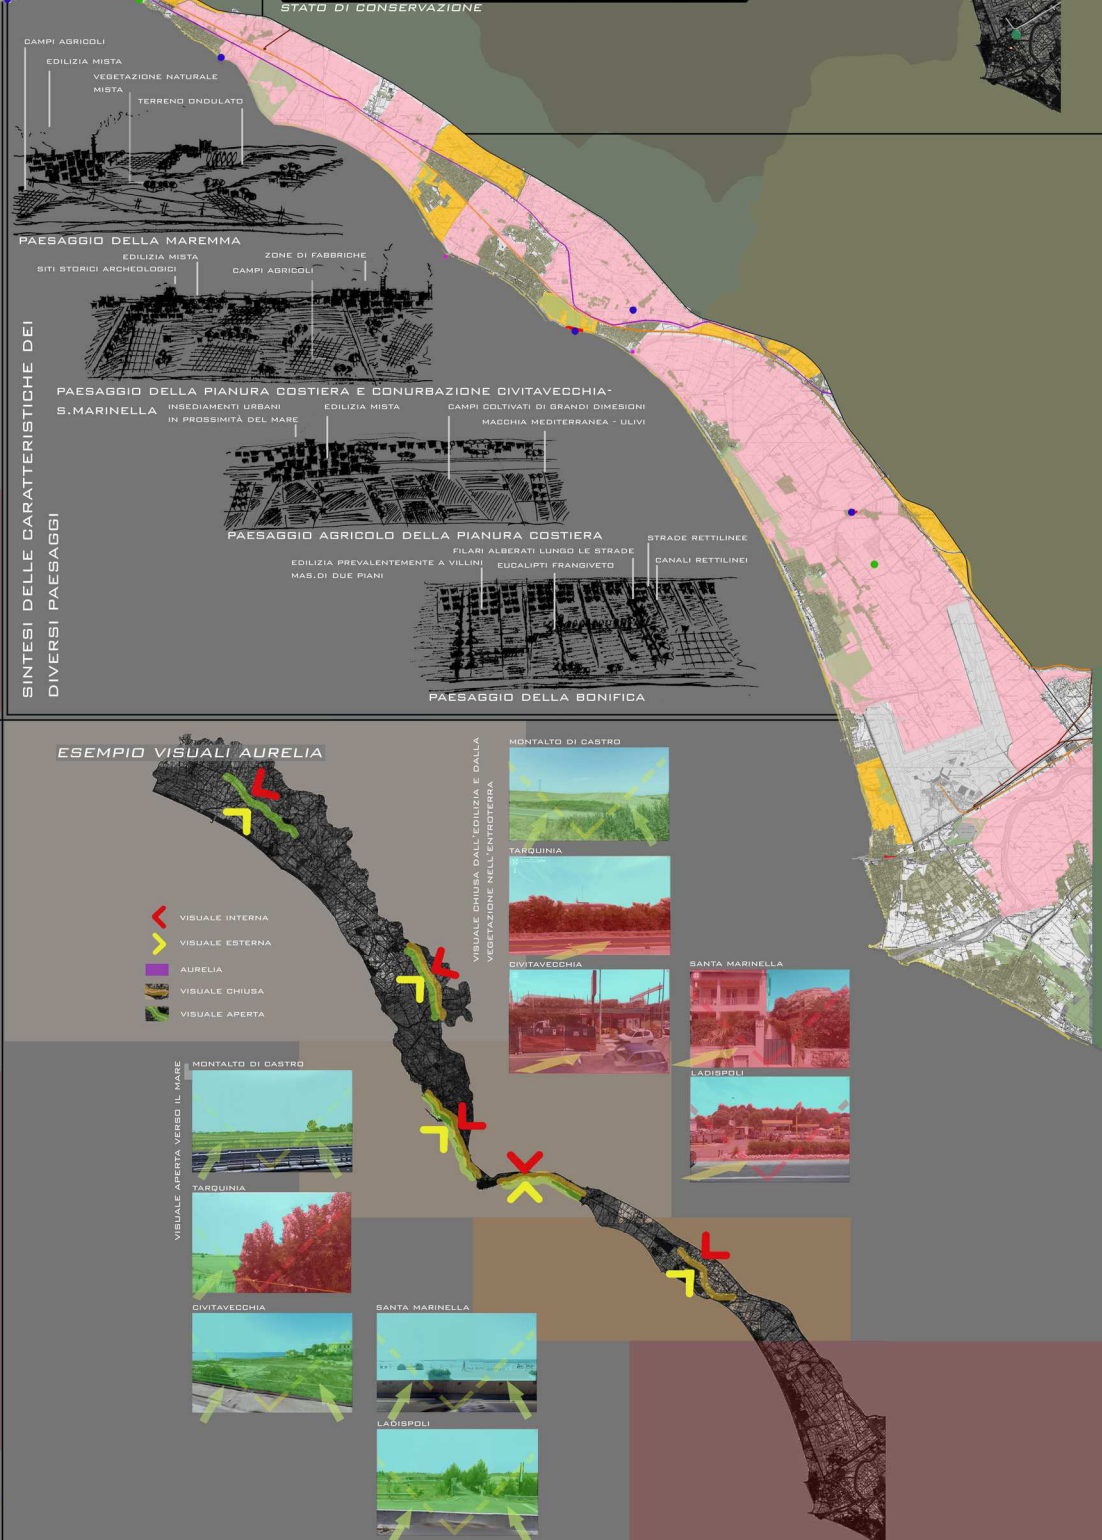 STATO DI CONSERVAZIONE
CAMPI AGRICOLI
EDILIZIA MISTA
VEGETAZIONE NATURALE
MISTA
TERRENO ONDULATO
PAESAGGIO DELLA MAREMMA
EDILIZIA MISTA
SITI STORICI ARCHEOLOGICI
ZONE DI FABBRICHE
CAMPI AGRICOLI
PAESAGGIO DELLA PIANURA COSTIERA E CONURBAZIONE CIVITAVECCHIA-
S.MARINELLA
INSEDIAMENTI URBANI
IN PROSSIMITÀ DEL MARE
EDILIZIA MISTA
CAMPI COLTIVATI DI GRANDI DIMESIONI
MACCHIA MEDITERRANEA - ULIVI
PAESAGGIO AGRICOLO DELLA PIANURA COSTIERA
STRADE RETTILINEE
FILARI ALBERATI LUNGO LE STRADE
CANALI RETTILINEI
EDILIZIA PREVALENTEMENTE A VILLINI
MAS.DI DUE PIANI
EUCALIPTI FRANGIVETO
PAESAGGIO DELLA BONIFICA
SINTESI DELLE CARATTERISTICHE DEI
DIVERSI PAESAGGI
ESEMPIO VISUALI AURELIA
VISUALE INTERNA
VISUALE ESTERNA
AURELIA
VISUALE CHIUSA
VISUALE APERTA
VISUALE CHIUSA DALL'EDILIZIA E DALLA
VEGETAZIONE NELL'ENTROTERRA
MONTALTO DI CASTRO
TARQUINIA
CIVITAVECCHIA
SANTA MARINELLA
LADISPOLI
VISUALE APERTA VERSO IL MARE
MONTALTO DI CASTRO
TARQUINIA
CIVITAVECCHIA
SANTA MARINELLA
LADISPOLI